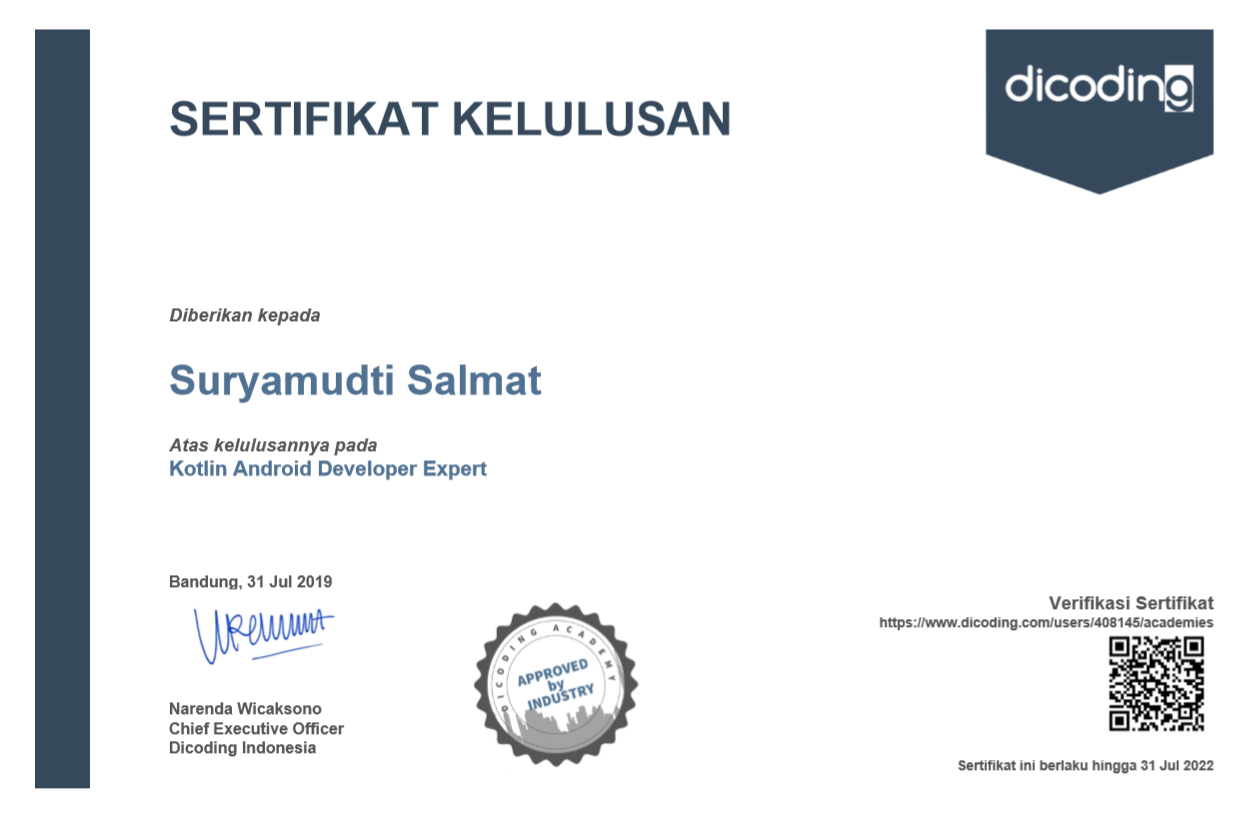 dicoding
SERTIFIKAT KELULUSAN
Diberikan kepada
Suryamudti Salmat
Atas kelulusannya pada
Kotlin Android Developer Expert
Bandung, 31 Jul 2019
Narenda Wicaksono
Chief Executive Officer
Dicoding Indonesia
DICODING ACADEMY
APPROVED
by
INDUSTRY
Verifikasi Sertifikat
https://www.dicoding.com/users/408145/academies
Sertifikat ini berlaku hingga 31 Jul 2022